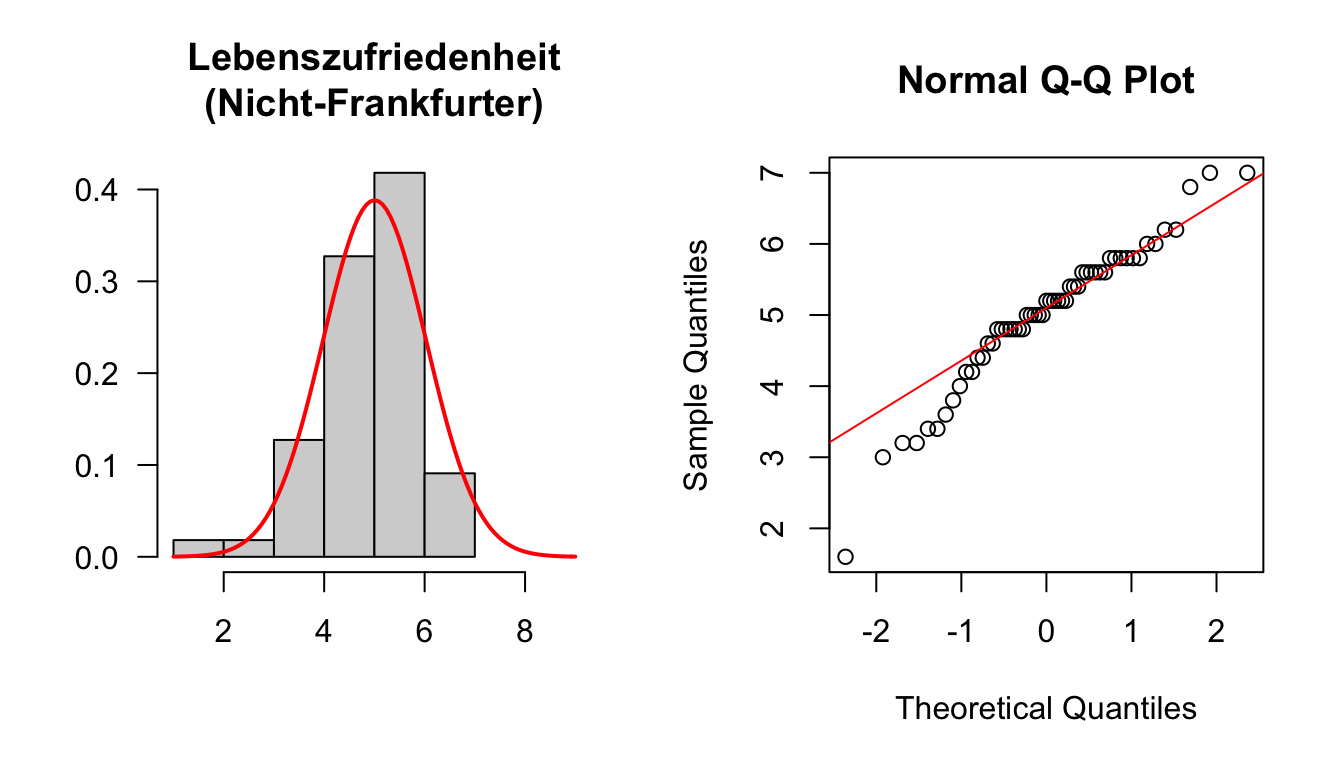 Lebenszufriedenheit
(Nicht-Frankfurter)
0.4
0.3
0.2
0.1
0.0
2 4 6 8
Normal Q-Q Plot
Sample Quantiles
7
6
5
4
3
2
-2 -1 0 1 2
Theoretical Quantiles